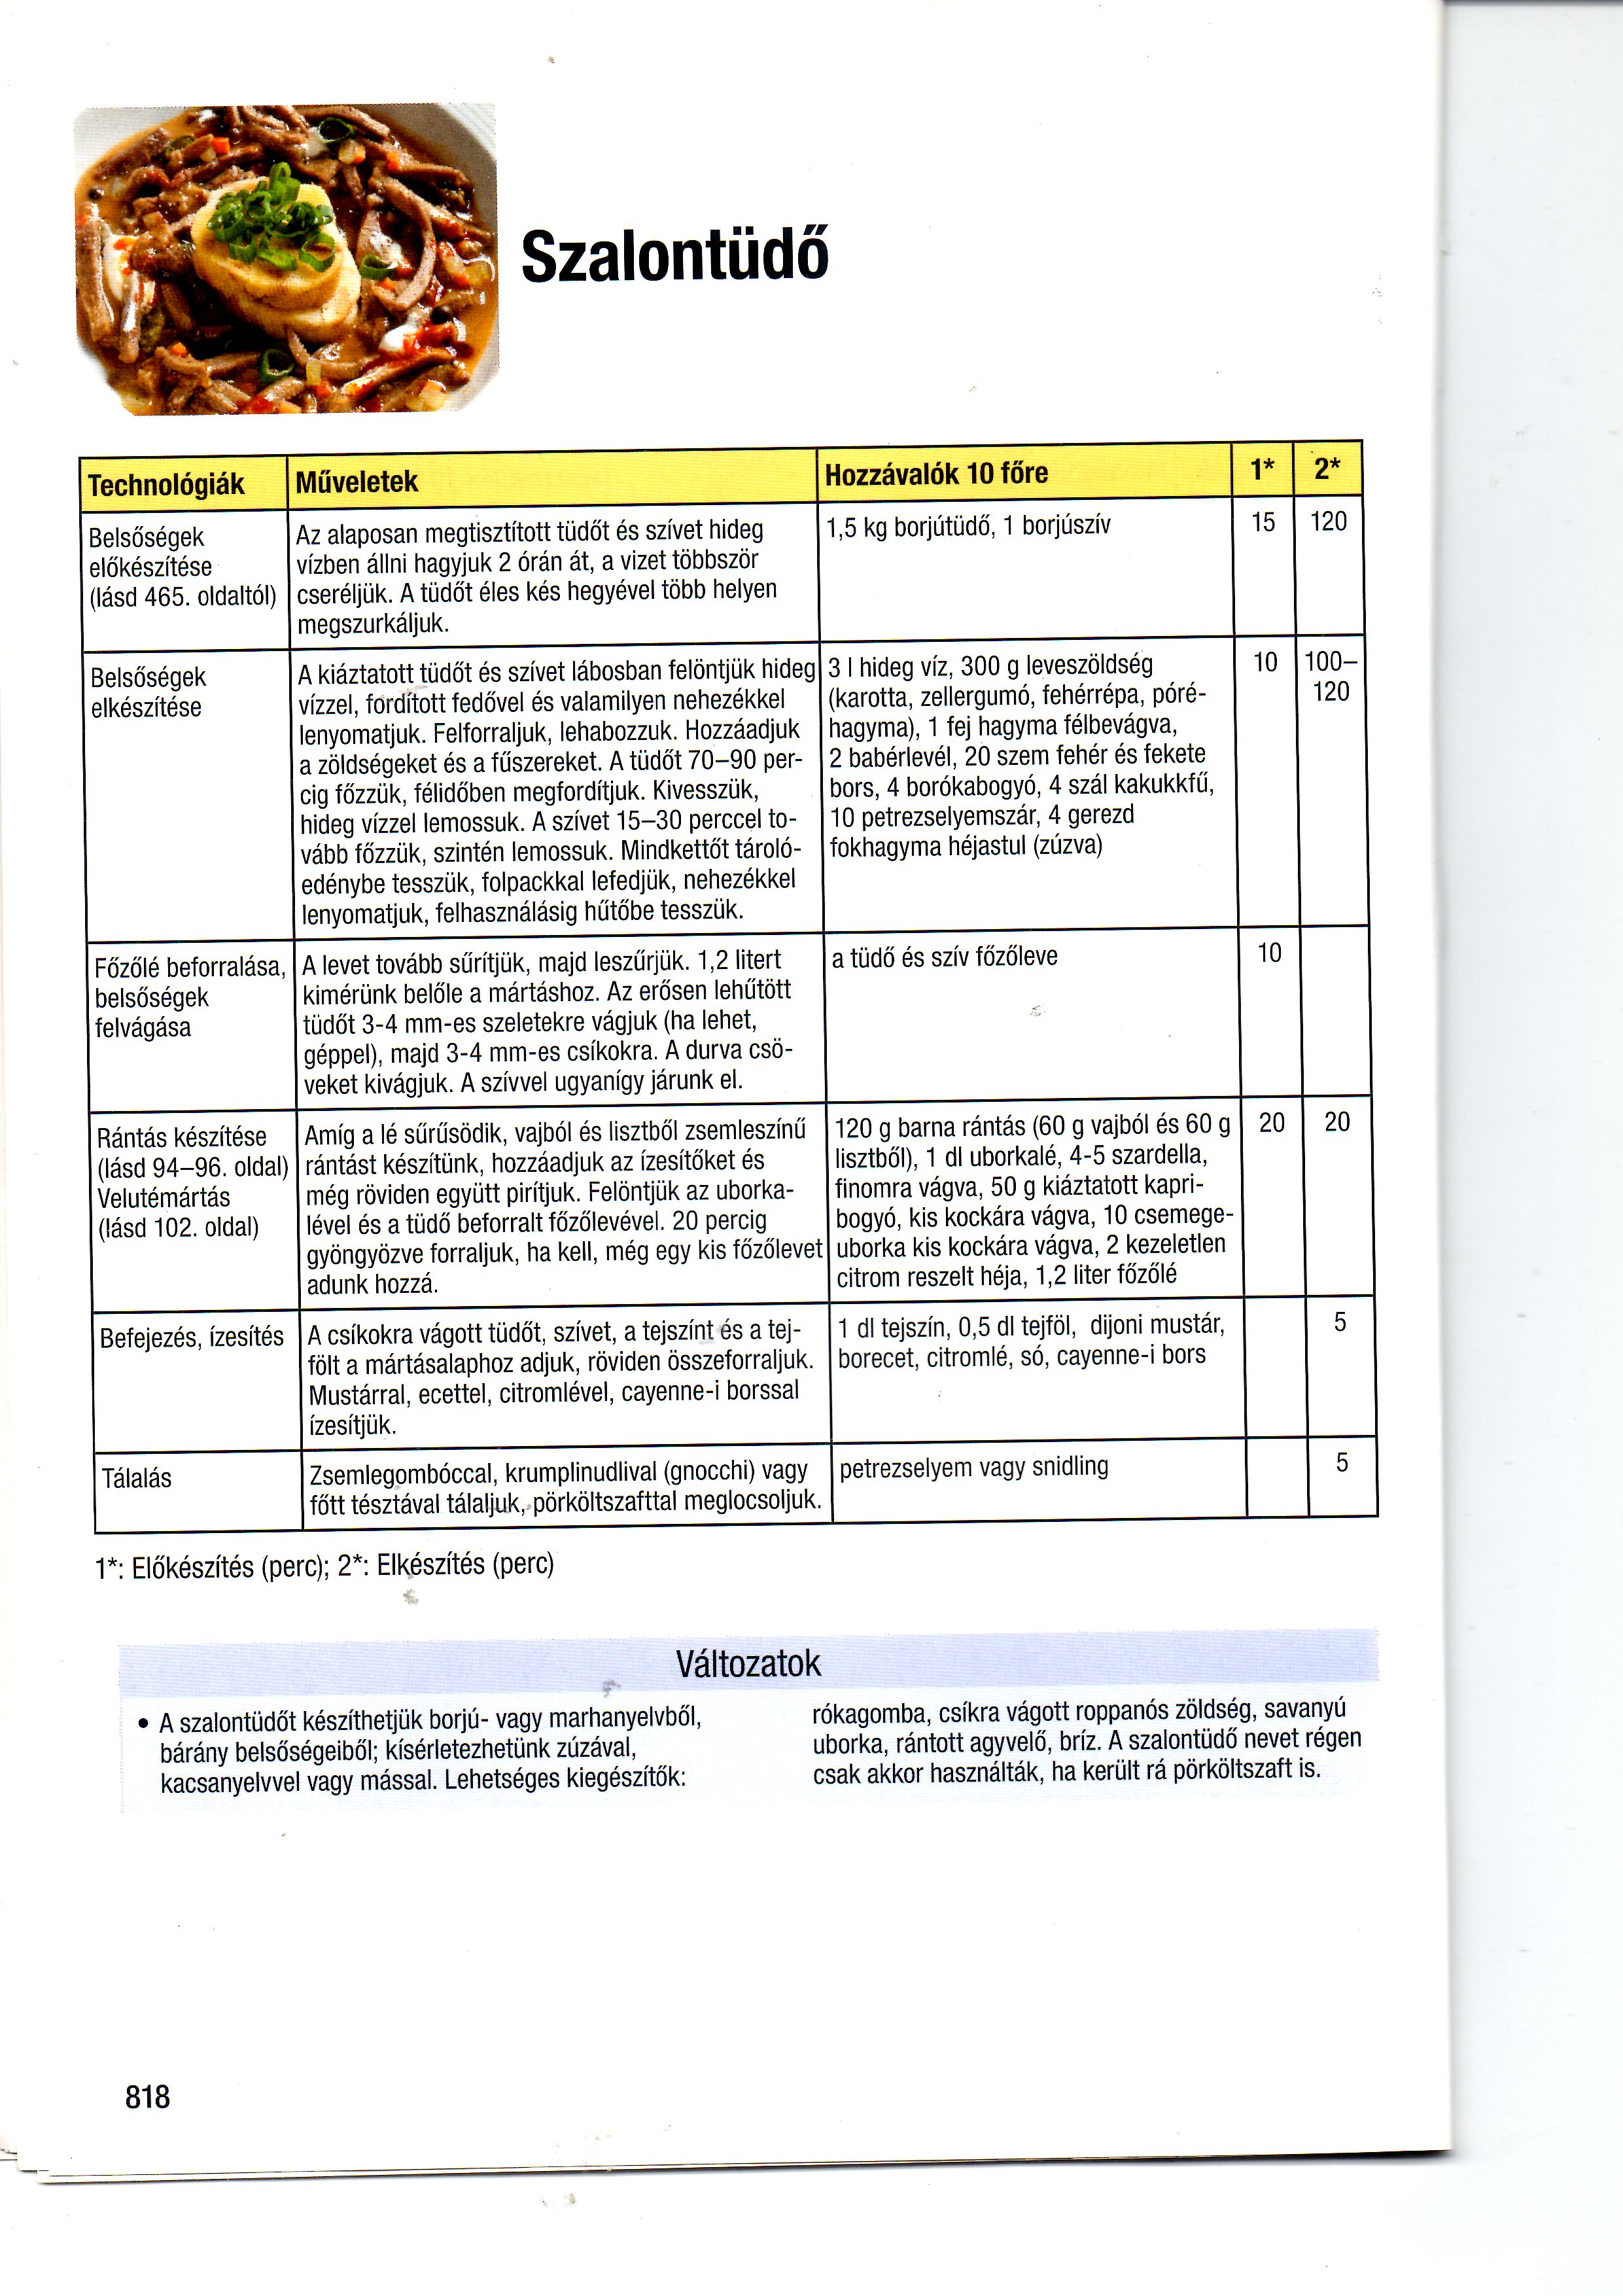 Szalontüdő
Technológiák
Műveletek
Hozzávalók 10 főre
1*
2*
Belsőségek
előkészítése
(lásd 465. oldaltól)
Az alaposan megtisztított tüdőt és szívet hideg
vízben állni hagyjuk 2 órán át, a vizet többször
cseréljük. A tüdőt éles kés hegyével több helyen
megszurkáljuk.
1,5 kg borjútüdő, 1 borjúszív
15
120
Belsőségek
elkészítése
A kiáztatott tüdőt és szívet lábosban felöntjük hideg
vízzel, fordított fedővel és valamilyen nehezékkel
lenyomatjuk. Felforraljuk, lehabozzuk. Hozzáadjuk
a zöldségeket és a fűszereket. A tüdőt 70–90 per-
cig főzzük, félidőben megfordítjuk. Kivesszük,
hideg vízzel lemossuk. A szívet 15–30 perccel to-
vább főzzük, szintén lemossuk. Mindkettőt tároló-
edénybe tesszük, folpackkal lefedjük, nehezékkel
lenyomatjuk, felhasználásig hűtőbe tesszük.
3 l hideg víz, 300 g leveszöldség
(karotta, zellergumó, fehérrépa, póré-
hagyma), 1 fej hagyma félbevágva,
2 babérlevél, 20 szem fehér és fekete
bors, 4 borókabogyó, 4 szál kakukkfű,
10 petrezselyemszár, 4 gerezd
fokhagyma héjastul (zúzva)
10
100–
120
Főzőlé beforralása,
belsőségek
felvágása
A levet tovább sűrítjük, majd leszűrjük. 1,2 litert
kimérünk belőle a mártáshoz. Az erősen lehűtött
tüdőt 3-4 mm-es szeletekre vágjuk (ha lehet,
géppel), majd 3-4 mm-es csíkokra. A durva csö-
veket kivágjuk. A szívvel ugyanígy járunk el.
a tüdő és szív főzőleve
10
Rántás készítése
(lásd 94–96. oldal)
Velutémártás
(lásd 102. oldal)
Amíg a lé sűrűsödik, vajból és lisztből zsemleszínű
rántást készítünk, hozzáadjuk az ízesítőket és
még röviden együtt pirítjuk. Felöntjük az uborka-
lével és a tüdő beforralt főzőlevével. 20 percig
gyöngyözve forraljuk, ha kell, még egy kis főzőlevet
adunk hozzá.
120 g barna rántás (60 g vajból és 60 g
lisztből), 1 dl uborkalé, 4-5 szardella,
finomra vágva, 50 g kiáztatott kapri-
bogyó, kis kockára vágva, 10 csemege-
uborka kis kockára vágva, 2 kezeletlen
citrom reszelt héja, 1,2 liter főzőlé
20
20
Befejezés, ízesítés
A csíkokra vágott tüdőt, szívet, a tejszínt és a tej-
fölt a mártásalaphoz adjuk, röviden összeforraljuk.
Mustárral, ecettel, citromlével, cayenne-i borssal
ízesítjük.
1 dl tejszín, 0,5 dl tejföl, dijoni mustár,
borecet, citromlé, só, cayenne-i bors
5
Tálalás
Zsemlegombóccal, krumplinudlival (gnocchi) vagy
főtt tésztával tálaljuk, pörköltszafttal meglocsoljuk.
petrezselyem vagy snidling
5
1*: Előkészítés (perc); 2*: Elkészítés (perc)
Változatok
• A szalontüdőt készíthetjük borjú- vagy marhanyelvből,
bárány belsőségeiből; kísérletezhetünk zúzával,
kacsanyelvvel vagy mással. Lehetséges kiegészítők:
rókagomba, csíkra vágott roppanós zöldség, savanyú
uborka, rántott agyvelő, bríz. A szalontüdő nevet régen
csak akkor használták, ha került rá pörköltszaft is.
818